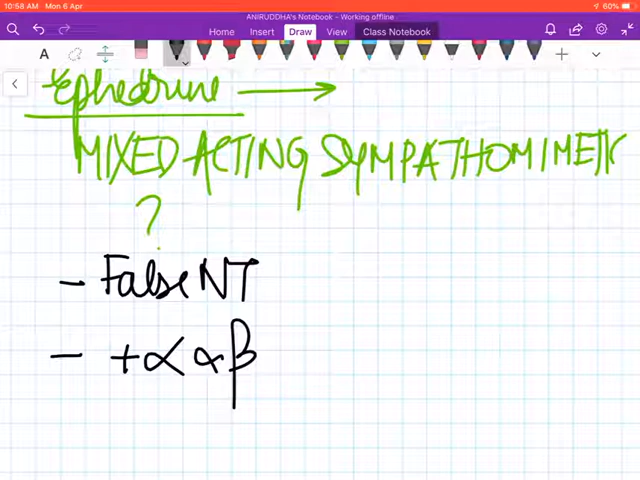 10:58 AM Mon 6 Apr
60%
ANIRUDDHA's Notebook - Working offline
Home Insert Draw View Class Notebook
A
Ephedrine →
MIXED ACTING SYMPATHOMIMETIC
?
- False NT
- + α α β